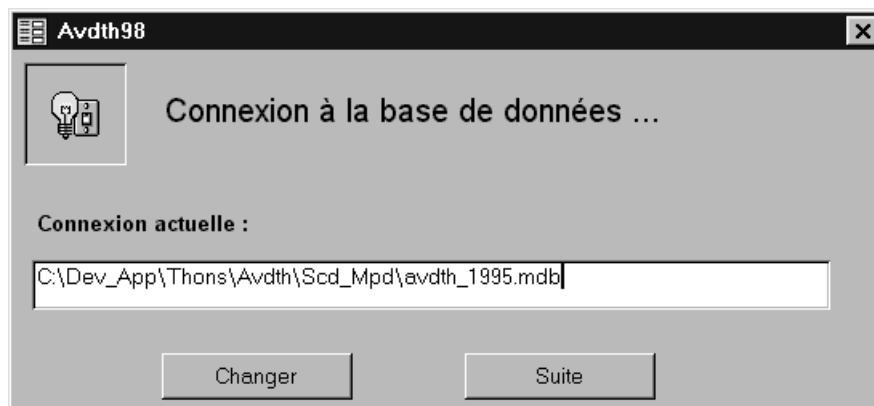 Avdth98
Connexion à la base de données ...
Connexion actuelle :
C:\Dev_App\Thons\Avdth\Scd_Mpd\avdth_1995.mdb
Changer
Suite